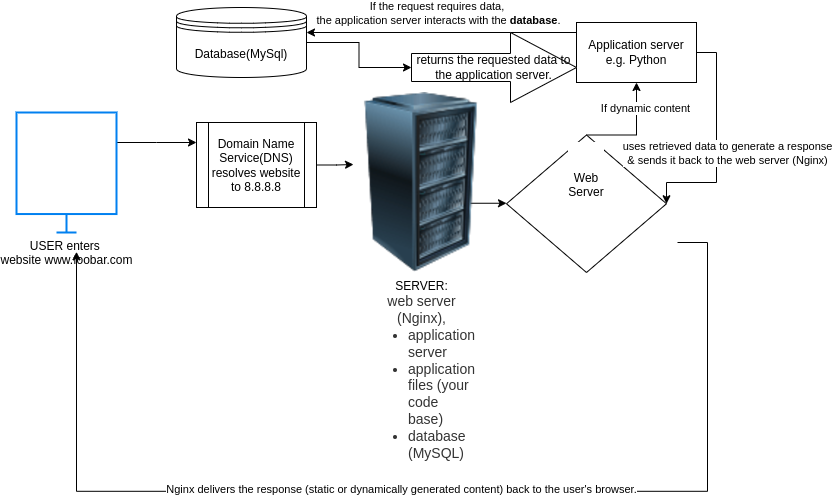 If the request requires data,
the application server interacts with the database.
Database(MySql)
returns the requested data to
the application server.
Application server
e.g. Python
If dynamic content
uses retrieved data to generate a response
& sends it back to the web server (Nginx)
Domain Name
Service(DNS)
resolves website
to 8.8.8.8
Web
Server
USER enters
website www.foobar.com
SERVER:
web server
(Nginx),
• application
server
• application
files (your
code
base)
• database
(MySQL)
Nginx delivers the response (static or dynamically generated content) back to the user's browser.